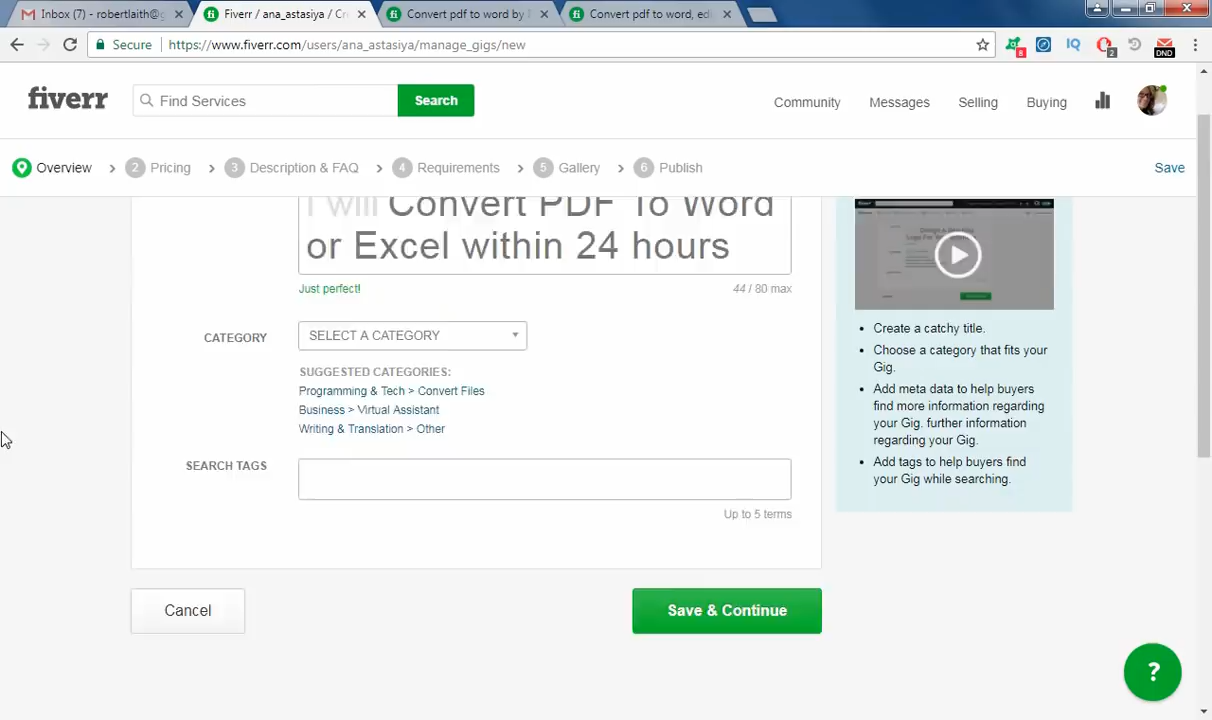 Inbox (7) - robertlaith@g
Fiverr / ana_astasiya / Cr
Convert pdf to word by
Convert pdf to word, edi
Secure https://www.fiverr.com/users/ana_astasiya/manage_gigs/new
8
IQ
2
DND
fiverr
Find Services
Search
Community
Messages
Selling
Buying
Overview
2 Pricing
3 Description & FAQ
4 Requirements
5 Gallery
6 Publish
Save
I will Convert PDF To Word
or Excel within 24 hours
Just perfect!
44 / 80 max
CATEGORY
SELECT A CATEGORY
SUGGESTED CATEGORIES:
Programming & Tech > Convert Files
Business > Virtual Assistant
Writing & Translation > Other
SEARCH TAGS
Up to 5 terms
Cancel
Save & Continue
• Create a catchy title.
• Choose a category that fits your
Gig.
• Add meta data to help buyers
find more information regarding
your Gig. further information
regarding your Gig.
• Add tags to help buyers find
your Gig while searching.
?